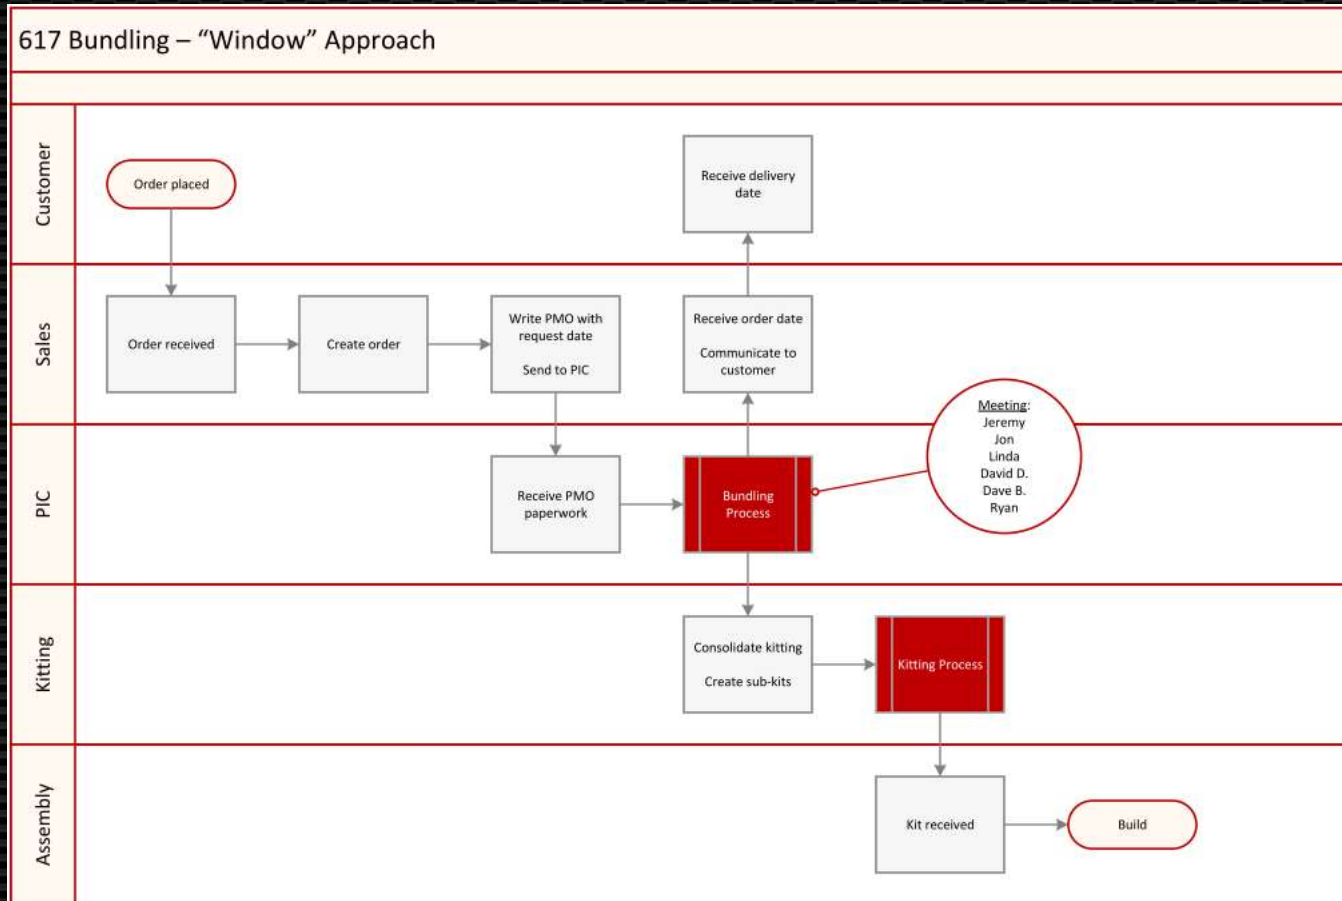 617 Bundling – “Window” Approach
Customer
Order placed
Receive delivery
date
Sales
Order received
Create order
Write PMO with
request date
Send to PIC
Receive order date
Communicate to
customer
Meeting:
Jeremy
Jon
Linda
David D.
Dave B.
Ryan
PIC
Receive PMO
paperwork
Bundling
Process
Kitting
Consolidate kitting
Create sub-kits
Kitting Process
Assembly
Kit received
Build